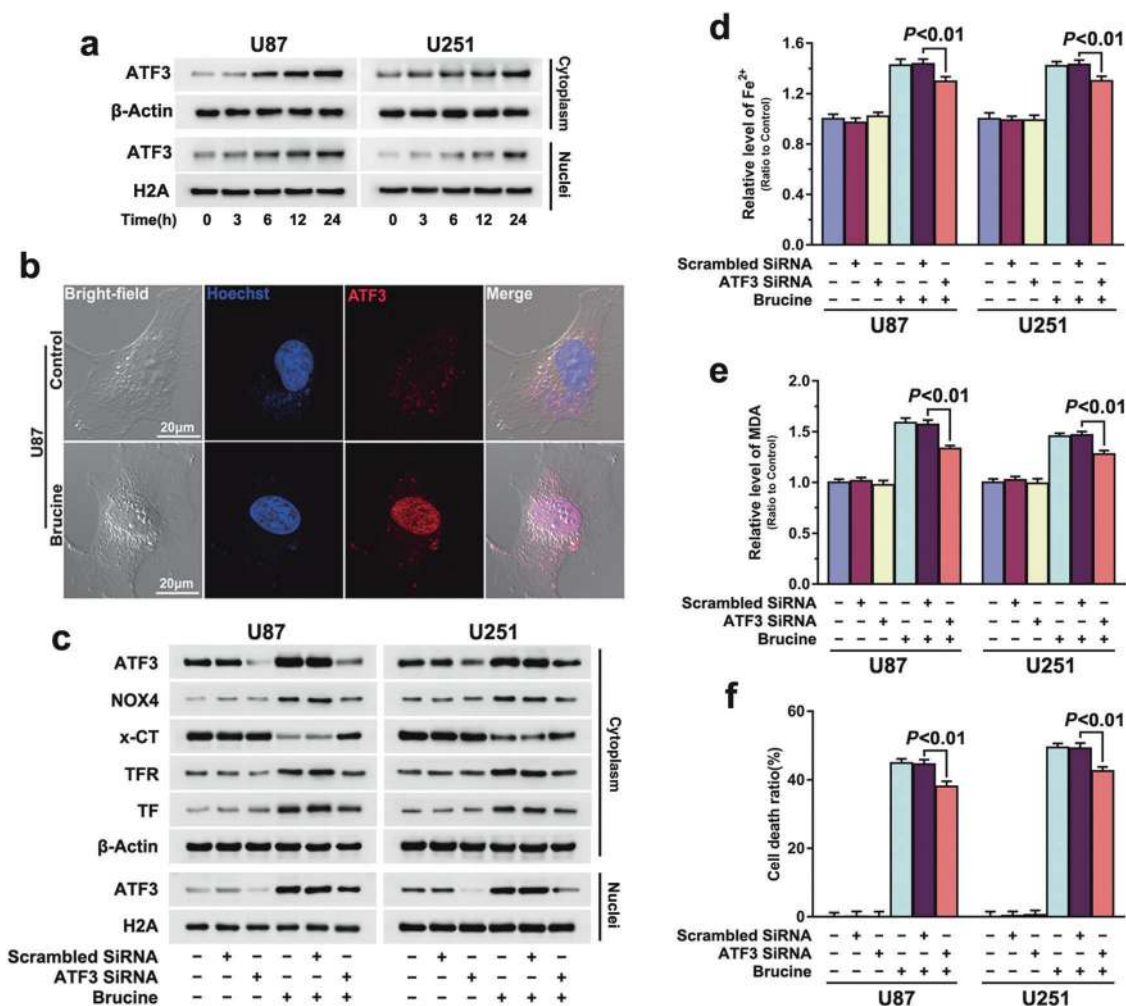 a
U87 U251
ATF3
β-Actin
Cytoplasm
ATF3
H2A
Nuclei
Time(h) 0 3 6 12 24 0 3 6 12 24
b
Bright-field Hoechst ATF3 Merge
U87
Control
20μm
Brucine
20μm
c
U87 U251
ATF3
NOX4
x-CT
TFR
TF
β-Actin
Cytoplasm
ATF3
H2A
Nuclei
Scrambled SiRNA − + − − + − − + − − + −
ATF3 SiRNA − − + − − + − − + − − +
Brucine − − − + + + − − − + + +
d
Relative level of Fe²⁺
(Ratio to Control)
1.6
1.2
0.8
0.4
0.0
P<0.01 P<0.01
Scrambled SiRNA − + − − + − − + − − + −
ATF3 SiRNA − − + − − + − − + − − +
Brucine − − − + + + − − − + + +
U87 U251
e
Relative level of MDA
(Ratio to Control)
2.0
1.5
1.0
0.5
0.0
P<0.01 P<0.01
Scrambled SiRNA − + − − + − − + − − + −
ATF3 SiRNA − − + − − + − − + − − +
Brucine − − − + + + − − − + + +
U87 U251
f
Cell death ratio(%)
60
40
20
0
P<0.01 P<0.01
Scrambled SiRNA − + − − + − − + − − + −
ATF3 SiRNA − − + − − + − − + − − +
Brucine − − − + + + − − − + + +
U87 U251